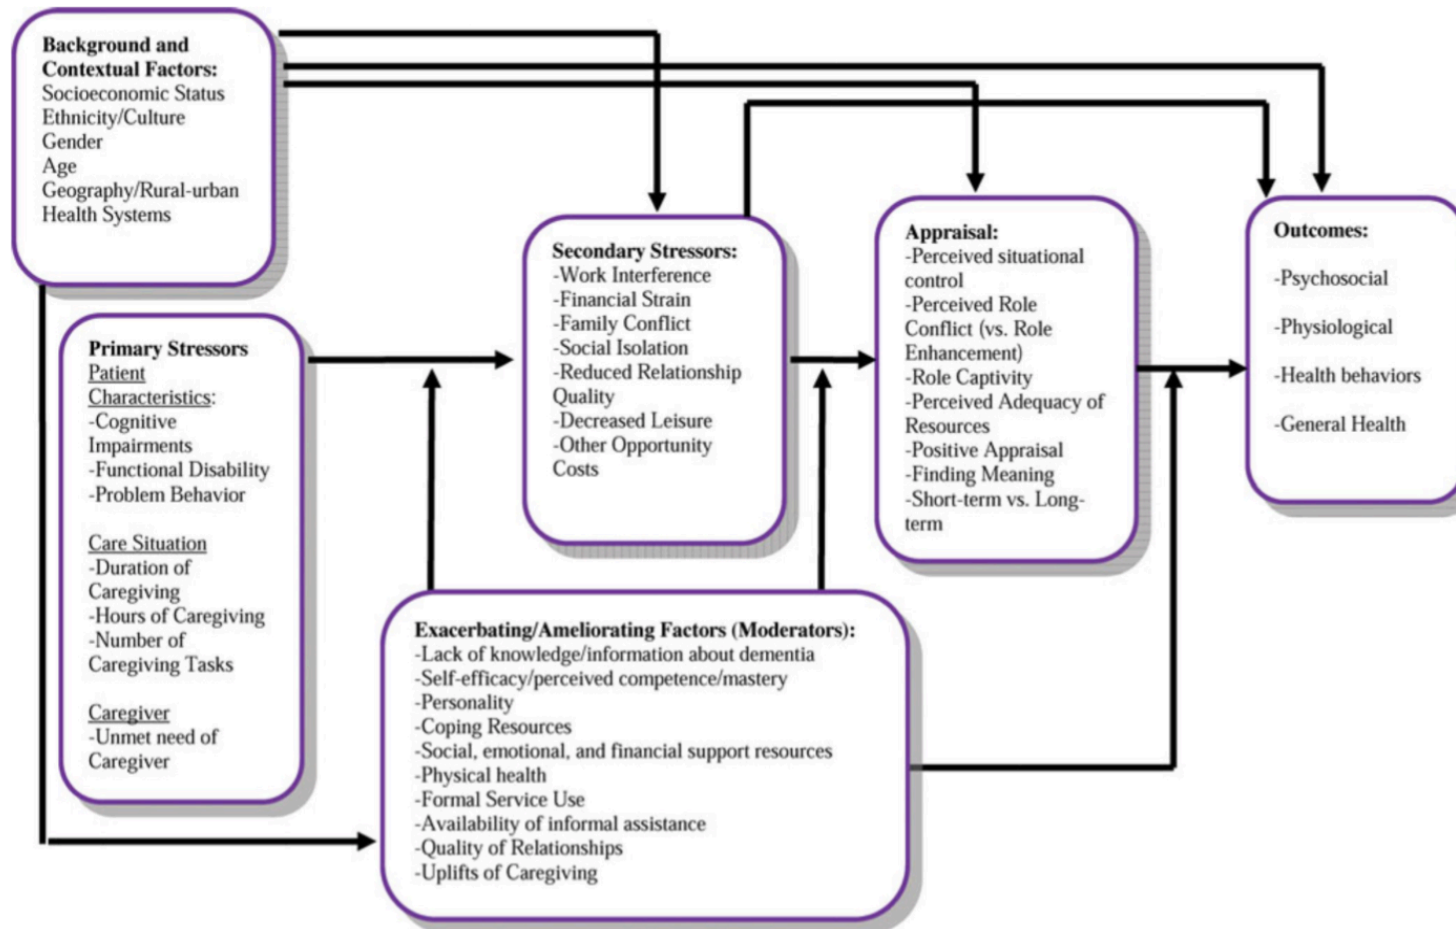 Background and
Contextual Factors:
Socioeconomic Status
Ethnicity/Culture
Gender
Age
Geography/Rural-urban
Health Systems
Primary Stressors
Patient
Characteristics:
-Cognitive
Impairments
-Functional Disability
-Problem Behavior
Care Situation
-Duration of
Caregiving
-Hours of Caregiving
-Number of
Caregiving Tasks
Caregiver
-Unmet need of
Caregiver
Secondary Stressors:
-Work Interference
-Financial Strain
-Family Conflict
-Social Isolation
-Reduced Relationship
Quality
-Decreased Leisure
-Other Opportunity
Costs
Appraisal:
-Perceived situational
control
-Perceived Role
Conflict (vs. Role
Enhancement)
-Role Captivity
-Perceived Adequacy of
Resources
-Positive Appraisal
-Finding Meaning
-Short-term vs. Long-
term
Outcomes:
-Psychosocial
-Physiological
-Health behaviors
-General Health
Exacerbating/Ameliorating Factors (Moderators):
-Lack of knowledge/information about dementia
-Self-efficacy/perceived competence/mastery
-Personality
-Coping Resources
-Social, emotional, and financial support resources
-Physical health
-Formal Service Use
-Availability of informal assistance
-Quality of Relationships
-Uplifts of Caregiving